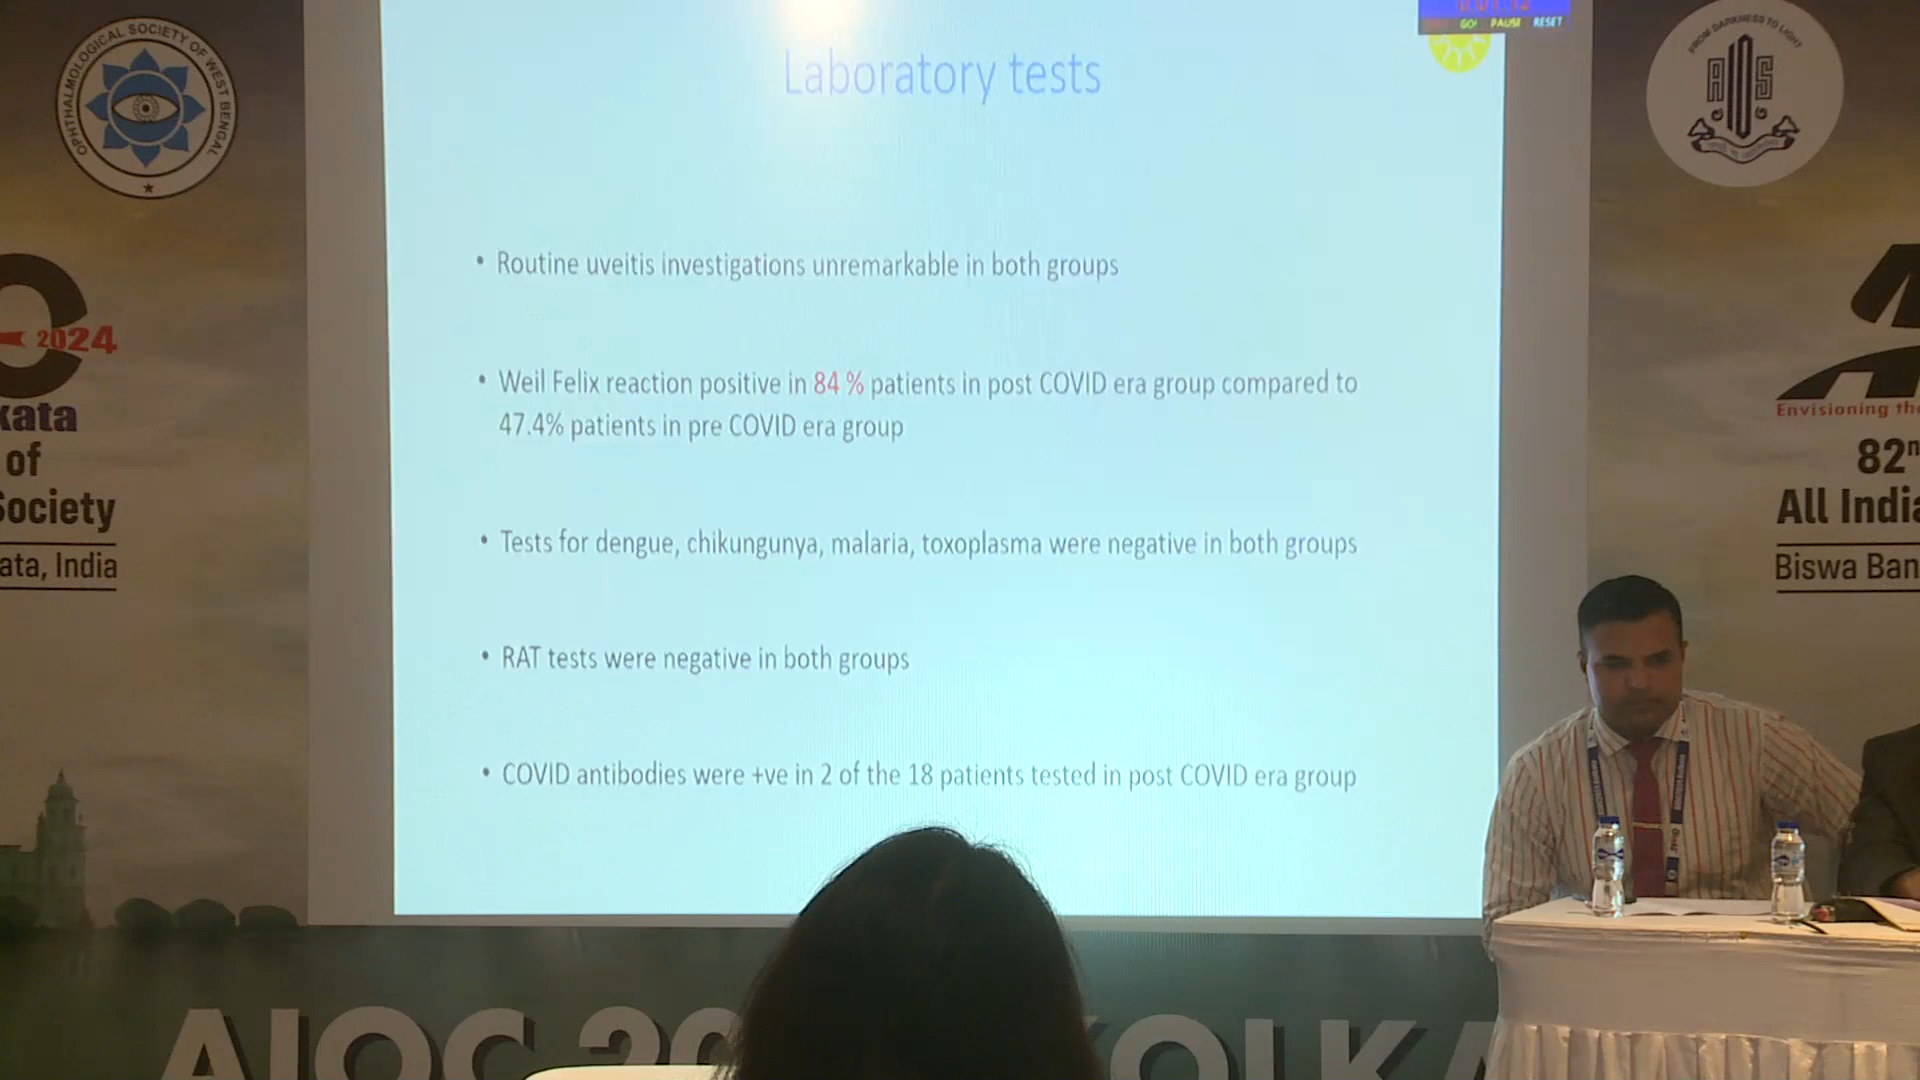 OPHTHALMOLOGICAL SOCIETY OF WEST BENGAL
2024
kata
of
Society
ata, India
GO! PAUSE RESET
Laboratory tests
• Routine uveitis investigations unremarkable in both groups
• Weil Felix reaction positive in 84 % patients in post COVID era group compared to
47.4% patients in pre COVID era group
• Tests for dengue, chikungunya, malaria, toxoplasma were negative in both groups
• RAT tests were negative in both groups
• COVID antibodies were +ve in 2 of the 18 patients tested in post COVID era group
FROM DARKNESS TO LIGHT
AIOS
Envisioning the
82n
All India
Biswa Ban
AIOC 20
KOLKA